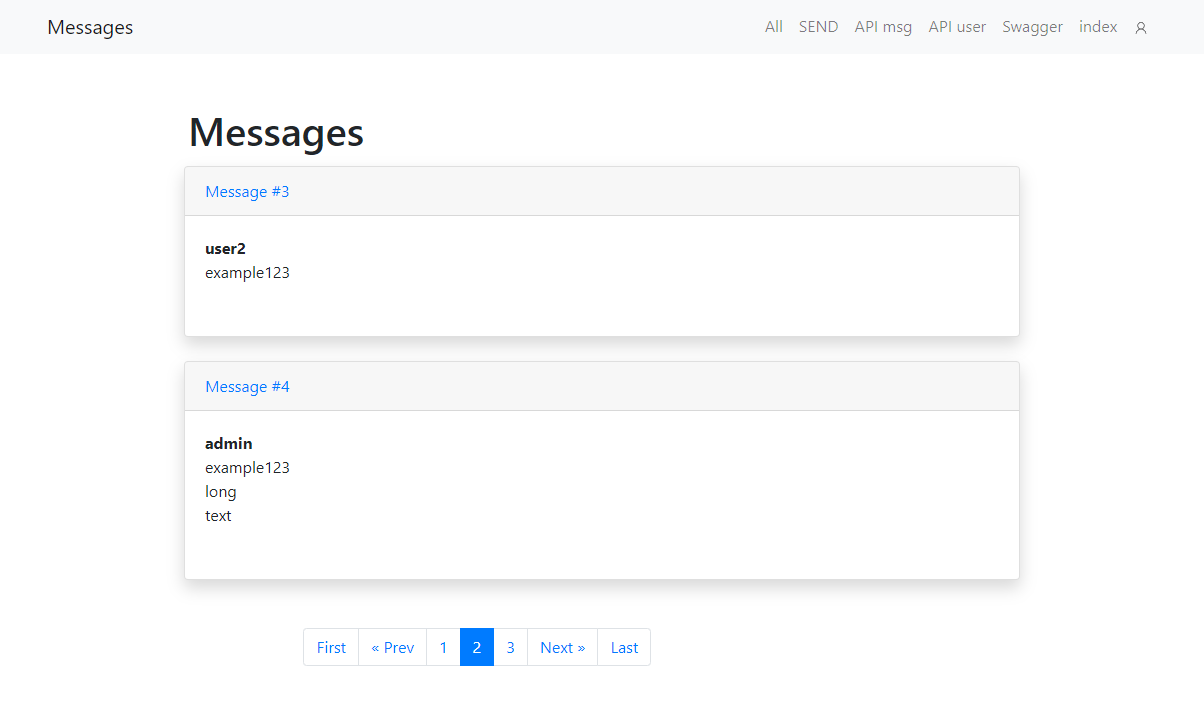 Messages
All SEND API msg API user Swagger index
Messages
Message #3
user2
example123
Message #4
admin
example123
long
text
First « Prev 1 2 3 Next » Last